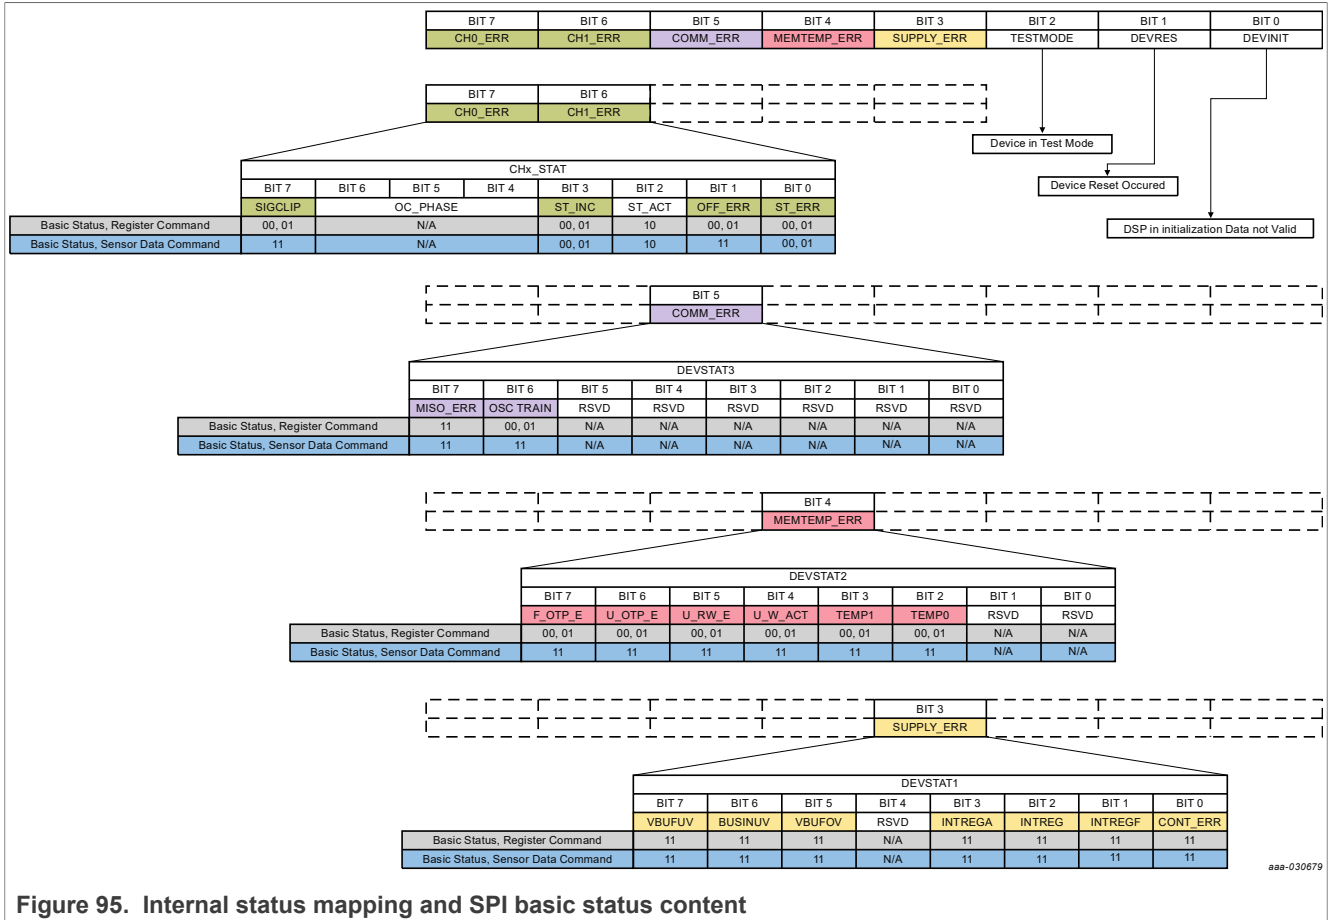 BIT 7 BIT 6 BIT 5 BIT 4 BIT 3 BIT 2 BIT 1 BIT 0
CH0_ERR CH1_ERR COMM_ERR MEMTEMP_ERR SUPPLY_ERR TESTMODE DEVRES DEVINIT
BIT 7 BIT 6
CH0_ERR CH1_ERR
Device in Test Mode
Device Reset Occured
DSP in initialization Data not Valid
CHx_STAT
BIT 7 BIT 6 BIT 5 BIT 4 BIT 3 BIT 2 BIT 1 BIT 0
SIGCLIP OC_PHASE ST_INC ST_ACT OFF_ERR ST_ERR
Basic Status, Register Command 00, 01 N/A 00, 01 10 00, 01 00, 01
Basic Status, Sensor Data Command 11 N/A 00, 01 10 11 00, 01
BIT 5
COMM_ERR
DEVSTAT3
BIT 7 BIT 6 BIT 5 BIT 4 BIT 3 BIT 2 BIT 1 BIT 0
MISO_ERR OSC TRAIN RSVD RSVD RSVD RSVD RSVD RSVD
Basic Status, Register Command 11 00, 01 N/A N/A N/A N/A N/A N/A
Basic Status, Sensor Data Command 11 11 N/A N/A N/A N/A N/A N/A
BIT 4
MEMTEMP_ERR
DEVSTAT2
BIT 7 BIT 6 BIT 5 BIT 4 BIT 3 BIT 2 BIT 1 BIT 0
F_OTP_E U_OTP_E U_RW_E U_W_ACT TEMP1 TEMP0 RSVD RSVD
Basic Status, Register Command 00, 01 00, 01 00, 01 00, 01 00, 01 00, 01 N/A N/A
Basic Status, Sensor Data Command 11 11 11 11 11 11 N/A N/A
BIT 3
SUPPLY_ERR
DEVSTAT1
BIT 7 BIT 6 BIT 5 BIT 4 BIT 3 BIT 2 BIT 1 BIT 0
VBUFUV BUSINUV VBUFOV RSVD INTREGA INTREG INTREGF CONT_ERR
Basic Status, Register Command 11 11 11 N/A 11 11 11 11
Basic Status, Sensor Data Command 11 11 11 N/A 11 11 11 11
aaa-030679
Figure 95. Internal status mapping and SPI basic status content